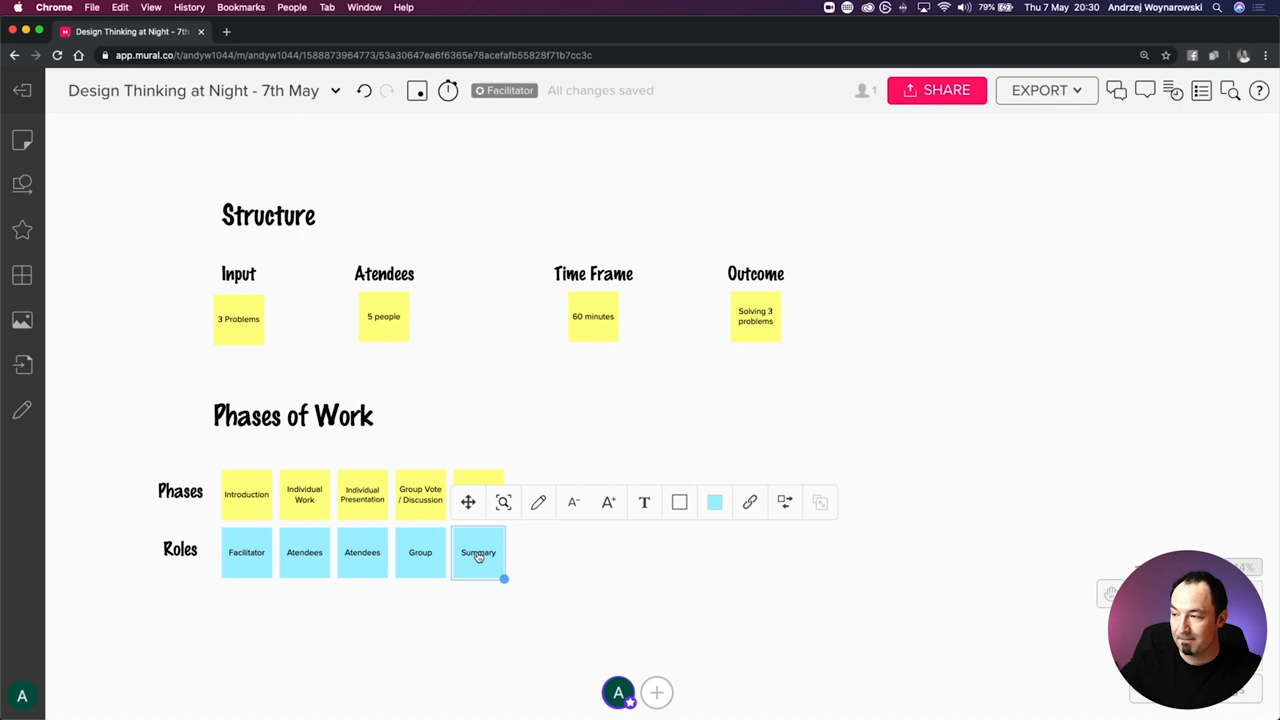 Chrome File Edit View History Bookmarks People Tab Window Help 79% Thu 7 May 20:30 Andrzej Woynarowski
Design Thinking at Night - 7th
app.mural.co/t/andyw1044/m/andyw1044/1588873964773/53a30647ea6f6365e78acefafb55828f71b7cc3c
Design Thinking at Night - 7th May
Facilitator
All changes saved
1
SHARE
EXPORT
Structure
Input
Atendees
Time Frame
Outcome
3 Problems
5 people
60 minutes
Solving 3
problems
Phases of Work
Phases
Introduction
Individual
Work
Individual
Presentation
Group Vote
/ Discussion
A-
A+
T
Roles
Facilitator
Atendees
Atendees
Group
Summary
A
A